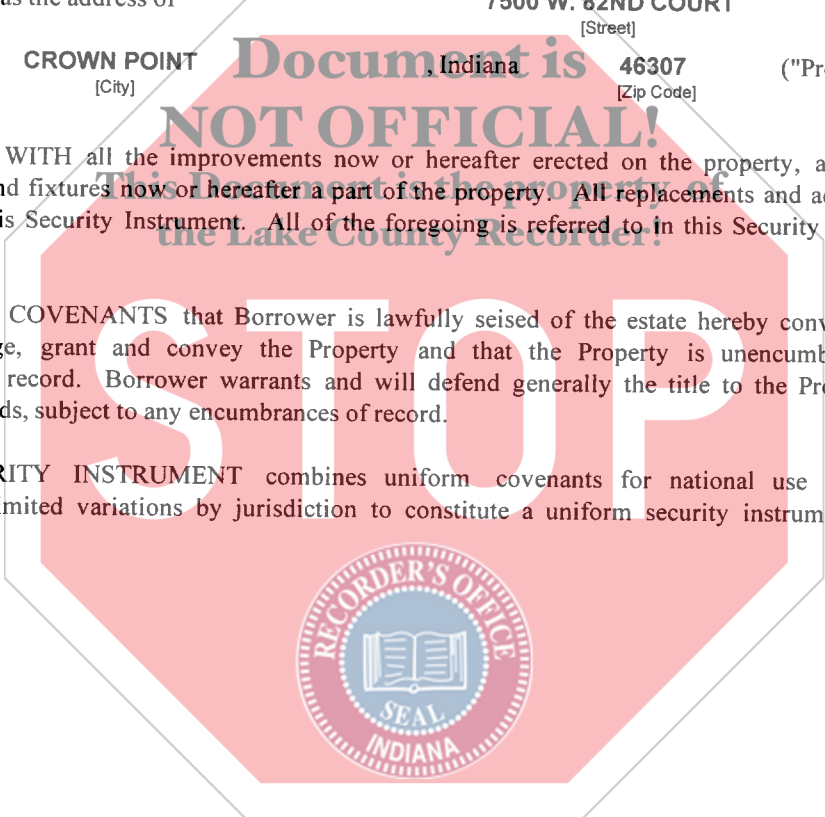 as the address of 7500 W. 82ND COURT
[Street]
CROWN POINT , Indiana 46307 ("Pr
[City] [Zip Code]
Document is
NOT OFFICIAL!
This Document is the property of
the Lake County Recorder!
WITH all the improvements now or hereafter erected on the property, a
nd fixtures now or hereafter a part of the property. All replacements and a
is Security Instrument. All of the foregoing is referred to in this Security
COVENANTS that Borrower is lawfully seised of the estate hereby conv
ge, grant and convey the Property and that the Property is unencumb
record. Borrower warrants and will defend generally the title to the Pr
ds, subject to any encumbrances of record.
RITY INSTRUMENT combines uniform covenants for national use
imited variations by jurisdiction to constitute a uniform security instrum
STOP
RECORDER'S OFFICE
SEAL
INDIANA